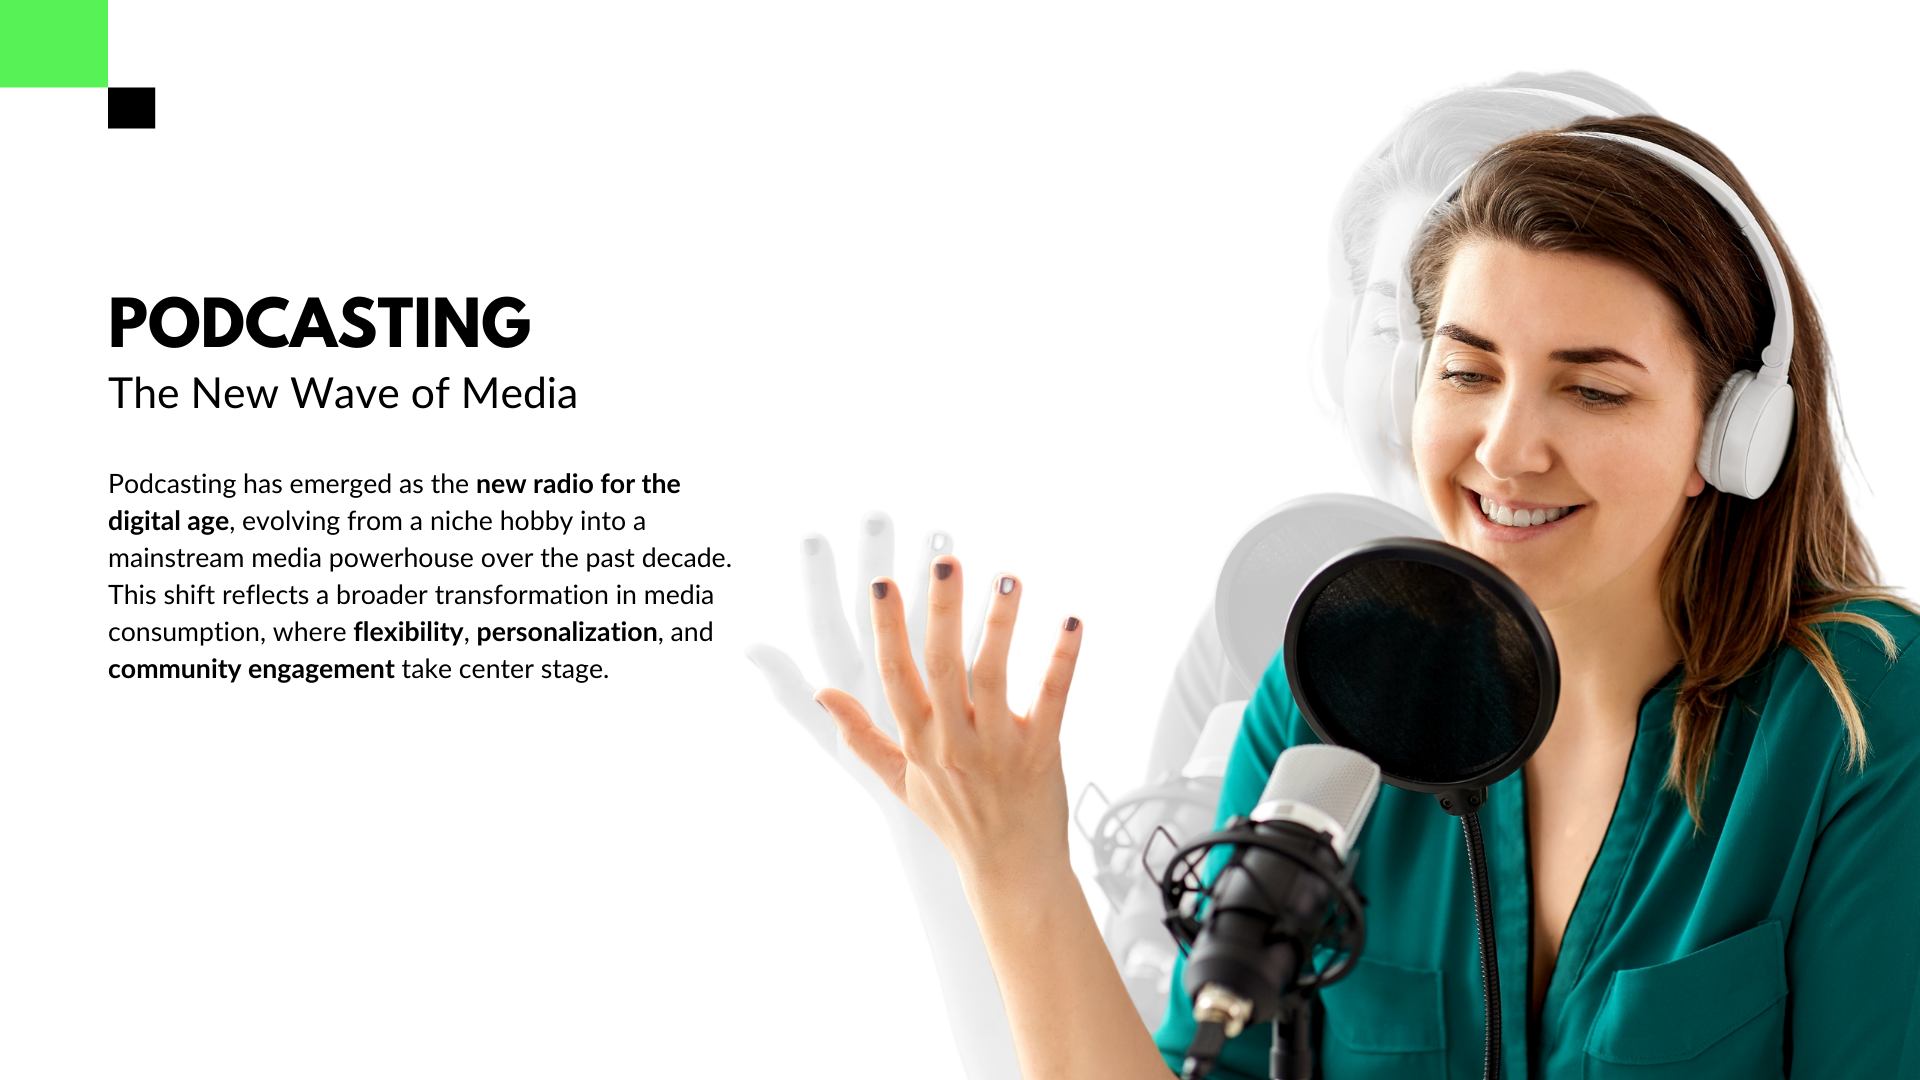 PODCASTING
The New Wave of Media
Podcasting has emerged as the new radio for the
digital age, evolving from a niche hobby into a
mainstream media powerhouse over the past decade.
This shift reflects a broader transformation in media
consumption, where flexibility, personalization, and
community engagement take center stage.